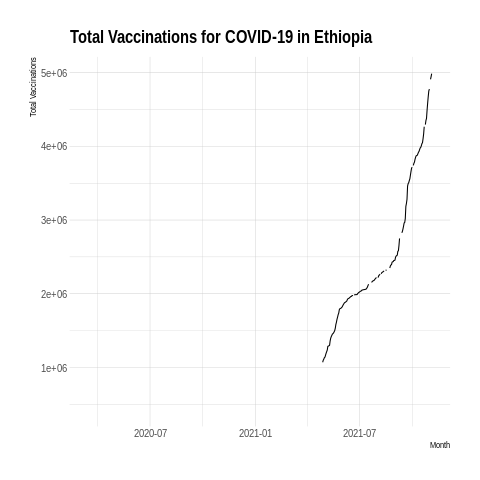 Total Vaccinations for COVID-19 in Ethiopia
Total Vaccinations
5e+06
4e+06
3e+06
2e+06
1e+06
2020-07
2021-01
2021-07
Month